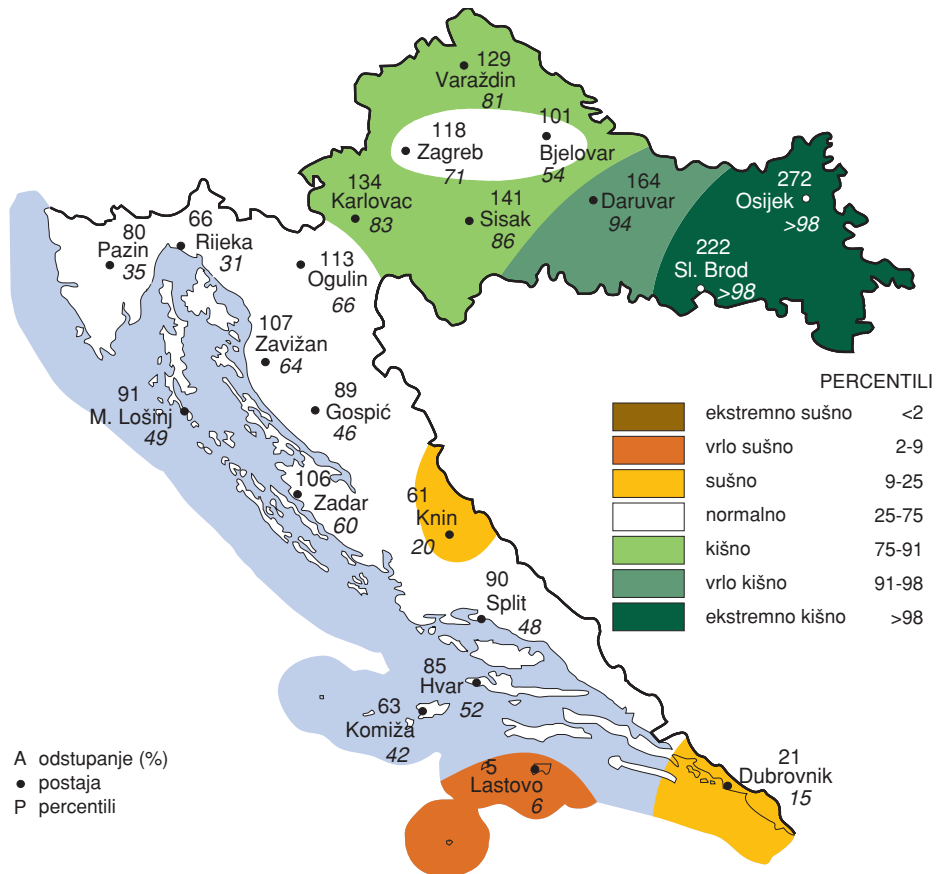 129
Varaždin
81
118
Zagreb
71
101
Bjelovar
54
134
Karlovac
83
141
Sisak
86
164
Daruvar
94
272
Osijek
>98
222
Sl. Brod
>98
80
Pazin
35
66
Rijeka
31
113
Ogulin
66
107
Zavižan
64
91
M. Lošinj
49
89
Gospić
46
106
Zadar
60
61
Knin
20
90
Split
48
85
Hvar
52
63
Komiža
42
5
Lastovo
6
21
Dubrovnik
15
PERCENTILI
ekstremno sušno <2
vrlo sušno 2-9
sušno 9-25
normalno 25-75
kišno 75-91
vrlo kišno 91-98
ekstremno kišno >98
A odstupanje (%)
postaja
P percentili